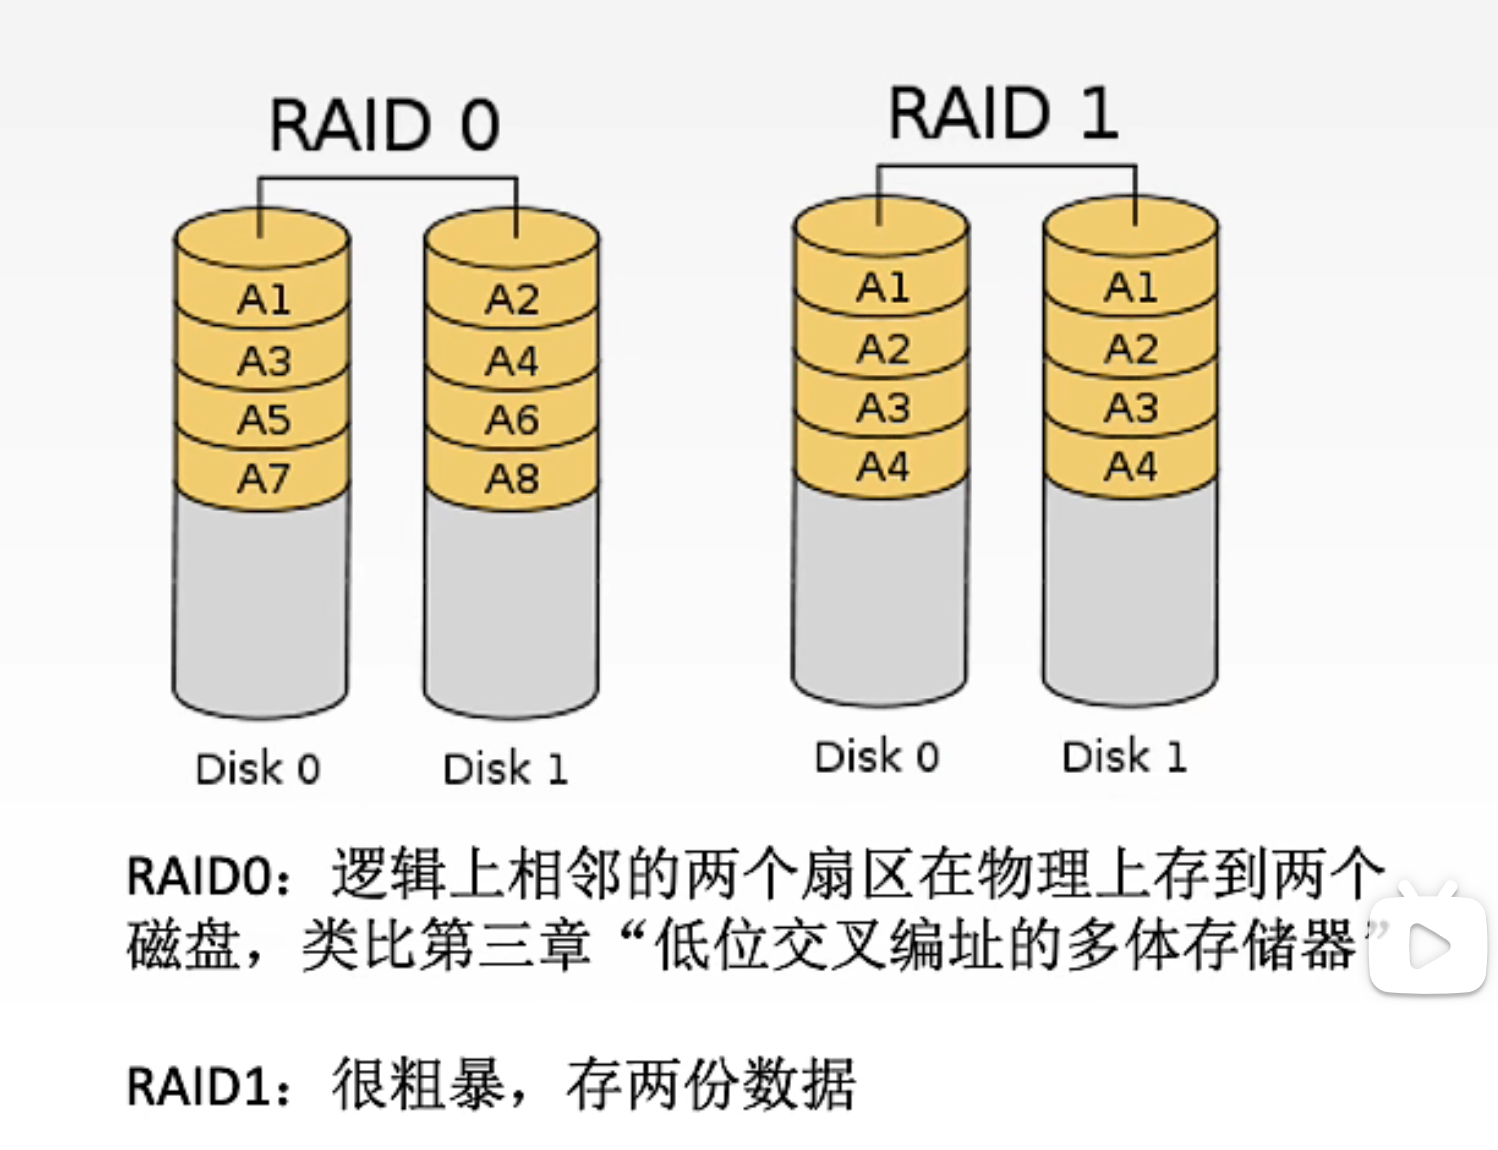 RAID 0
RAID 1
A1
A3
A5
A7
A2
A4
A6
A8
A1
A2
A3
A4
A1
A2
A3
A4
Disk 0
Disk 1
Disk 0
Disk 1
RAID0：逻辑上相邻的两个扇区在物理上存到两个
磁盘，类比第三章“低位交叉编址的多体存储器”
RAID1：很粗暴，存两份数据